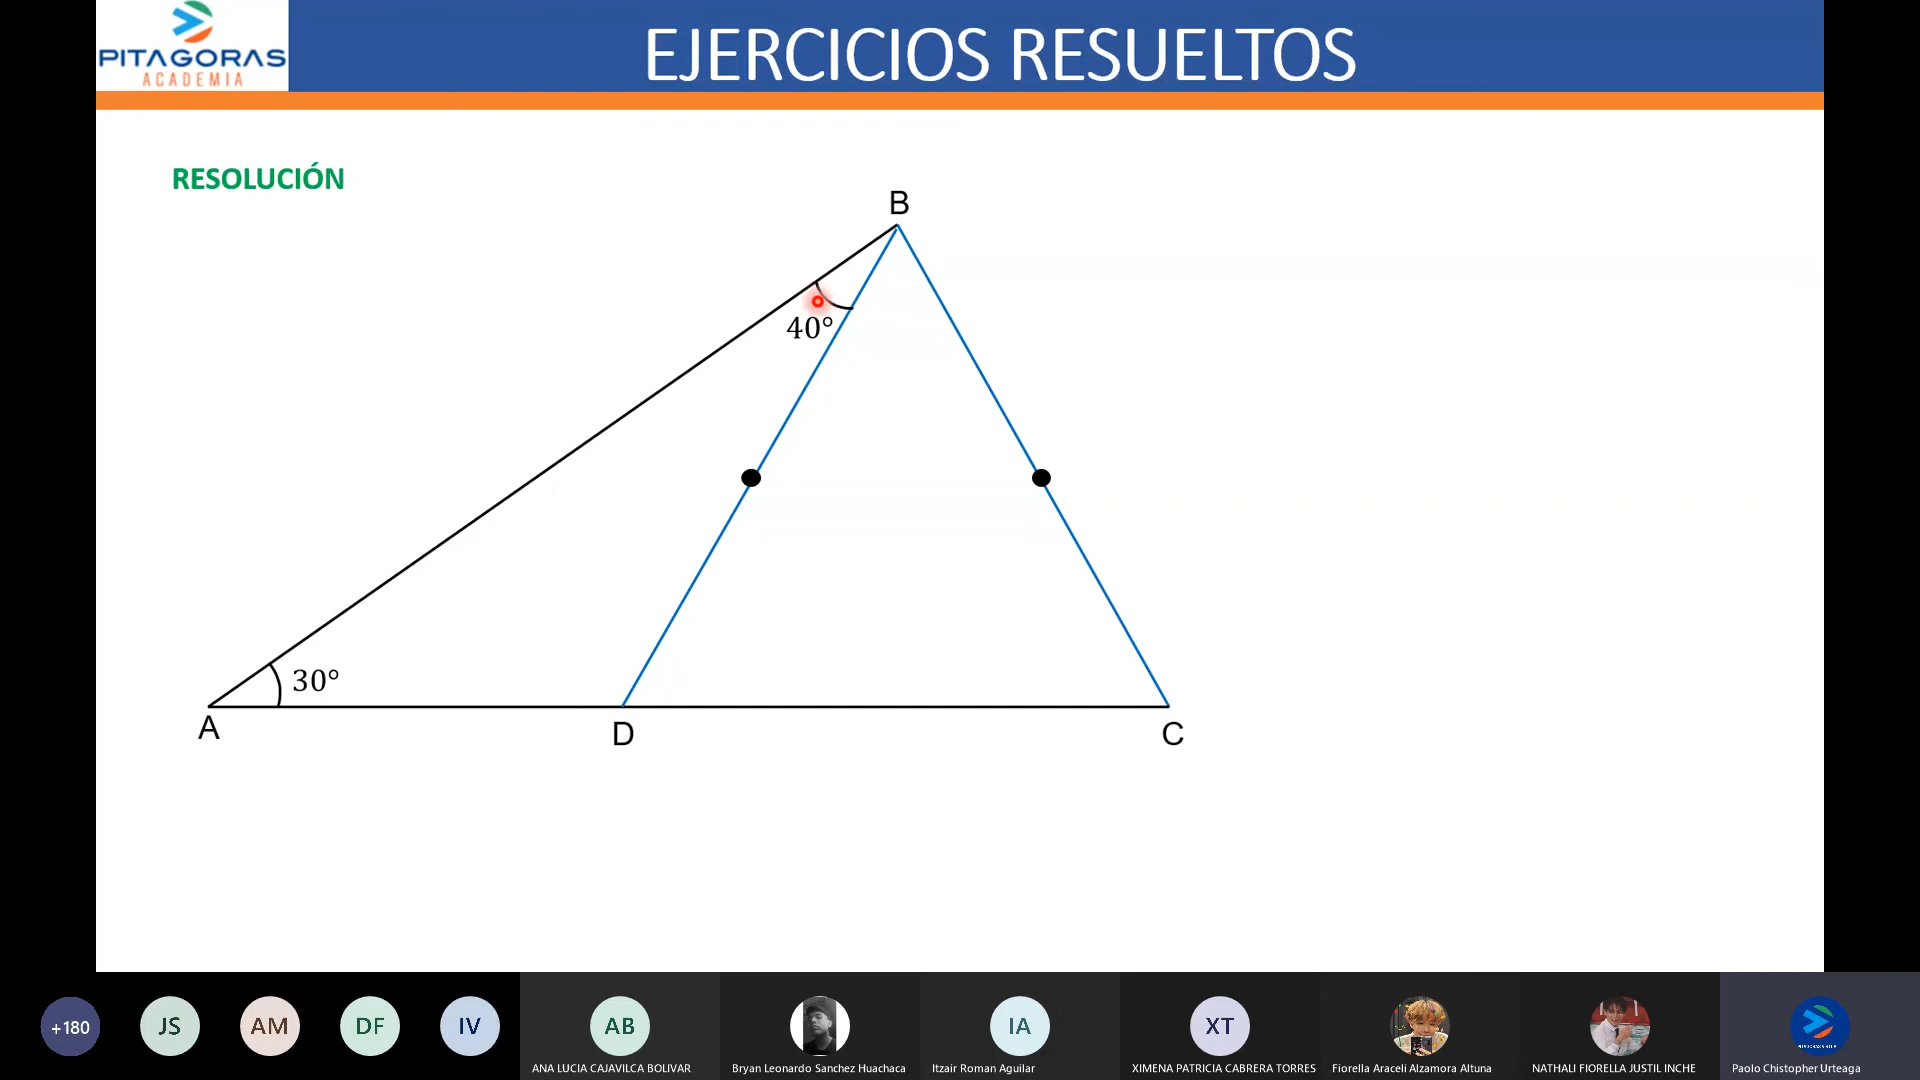 PITAGORAS
ACADEMIA
EJERCICIOS RESUELTOS
RESOLUCIÓN
B
40°
30°
A
D
C
+180
JS
AM
DF
IV
AB
IA
XT
ANA LUCIA CAJAVILCA BOLIVAR
Bryan Leonardo Sanchez Huachaca
Itzair Roman Aguilar
XIMENA PATRICIA CABRERA TORRES
Fiorella Araceli Alzamora Altuna
NATHALI FIORELLA JUSTIL INCHE
Paolo Chistopher Urteaga